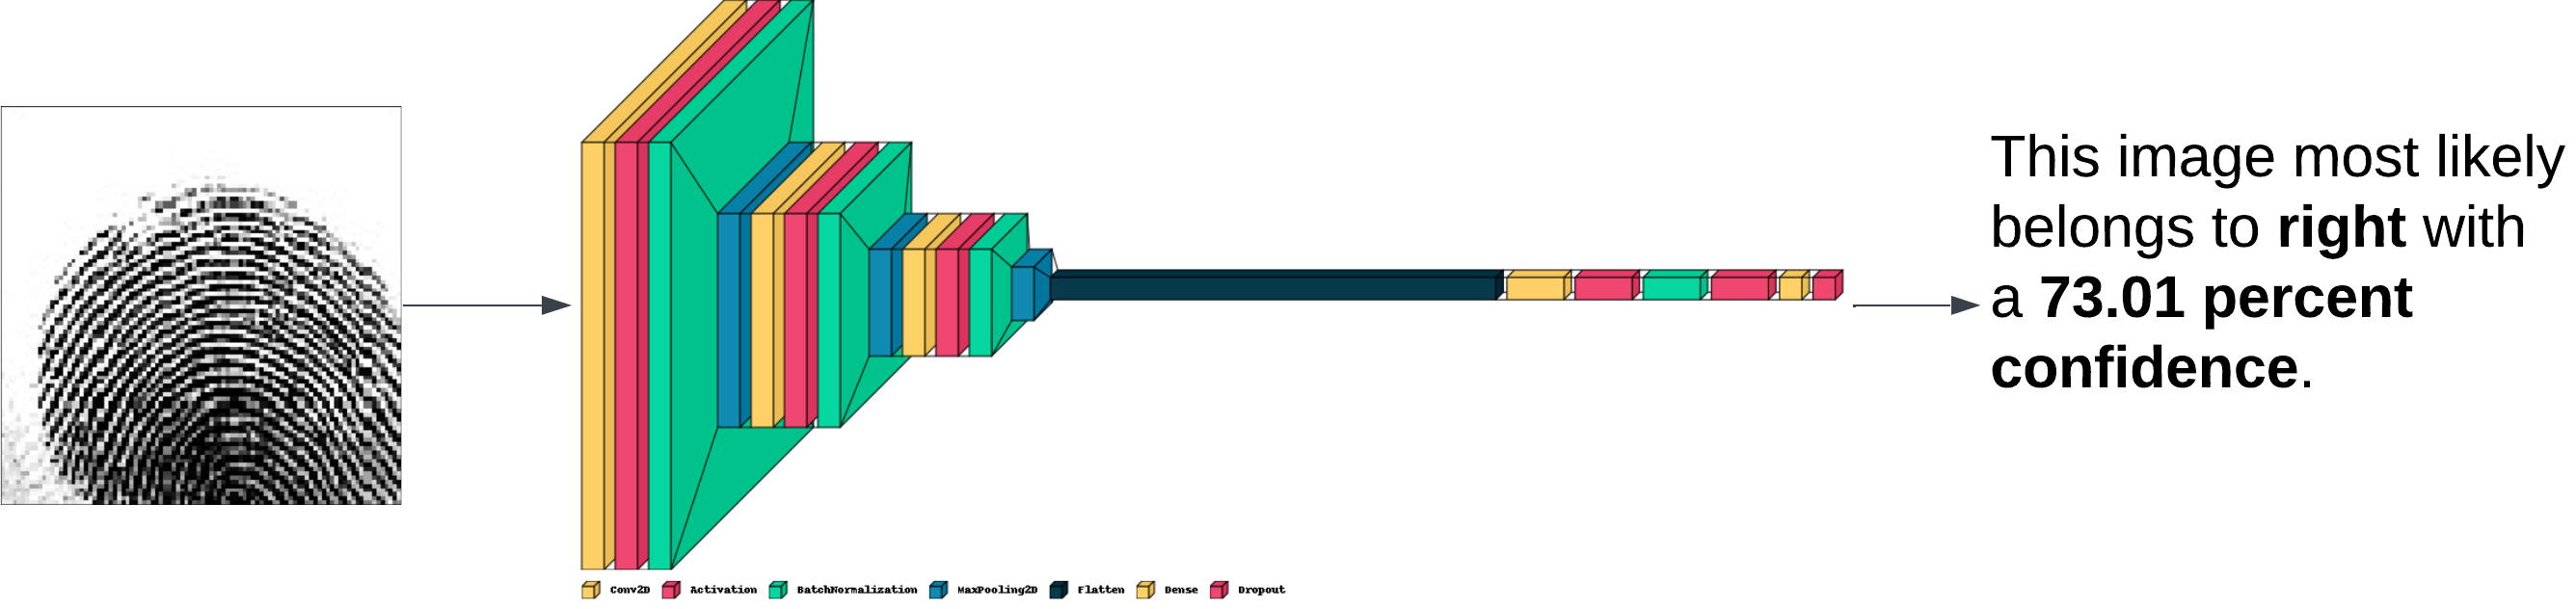 This image most likely
belongs to right with
a 73.01 percent
confidence.
Conv2D Activation BatchNormalization MaxPooling2D Flatten Dense Dropout